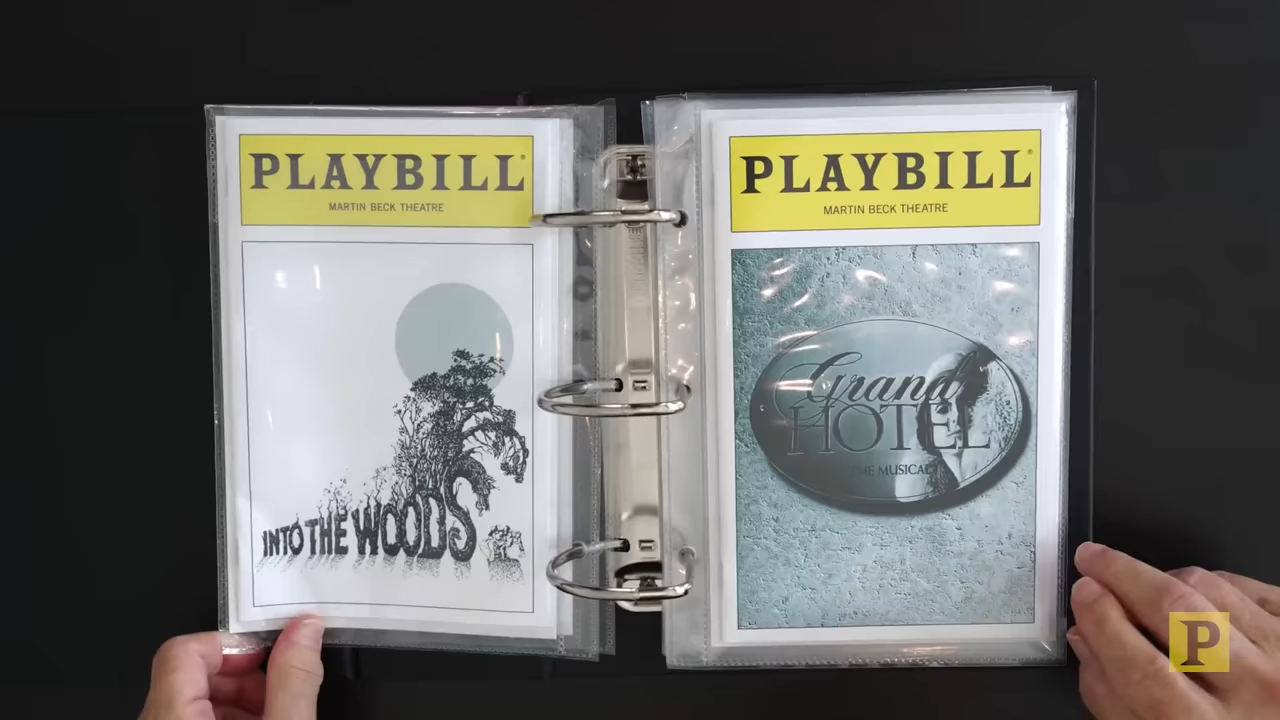 PLAYBILL®
MARTIN BECK THEATRE
INTO THE WOODS
PLAYBILL®
MARTIN BECK THEATRE
Grand
HOTEL
THE MUSICAL
P